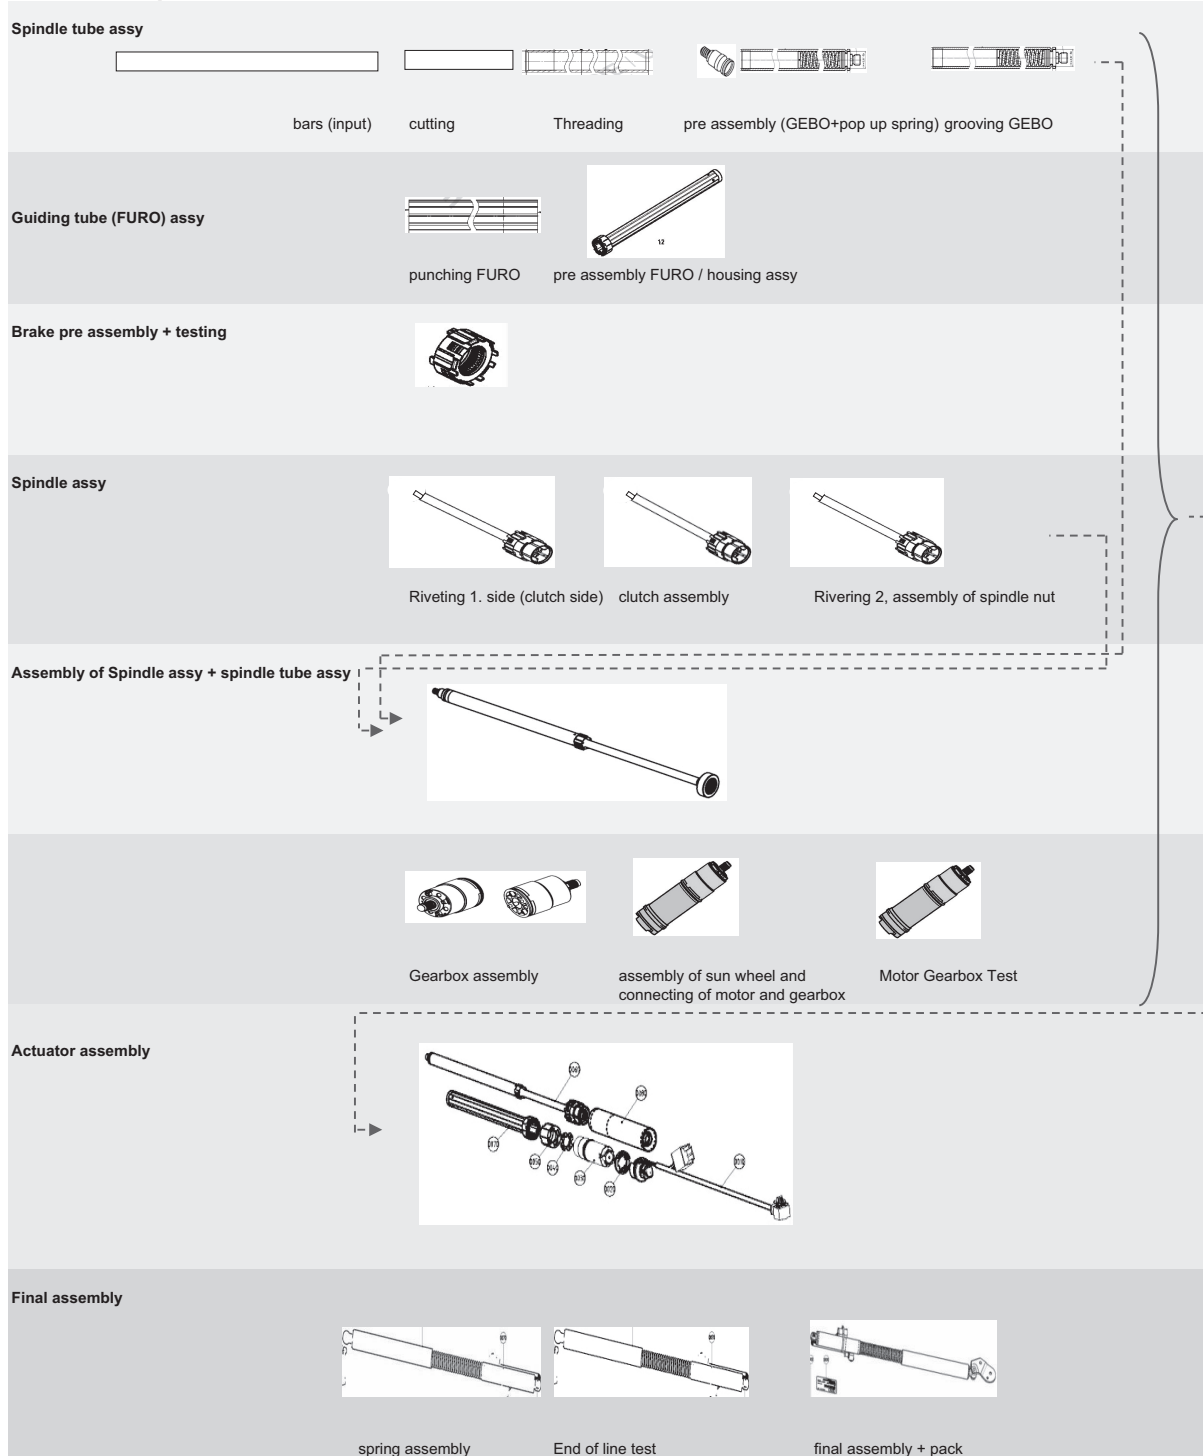 Spindle tube assy
bars (input)
cutting
Threading
pre assembly (GEBO+pop up spring)
grooving GEBO
Guiding tube (FURO) assy
12
punching FURO
pre assembly FURO / housing assy
Brake pre assembly + testing
Spindle assy
Riveting 1. side (clutch side)
clutch assembly
Rivering 2, assembly of spindle nut
Assembly of Spindle assy + spindle tube assy
Gearbox assembly
assembly of sun wheel and
connecting of motor and gearbox
Motor Gearbox Test
Actuator assembly
Final assembly
spring assembly
End of line test
final assembly + pack